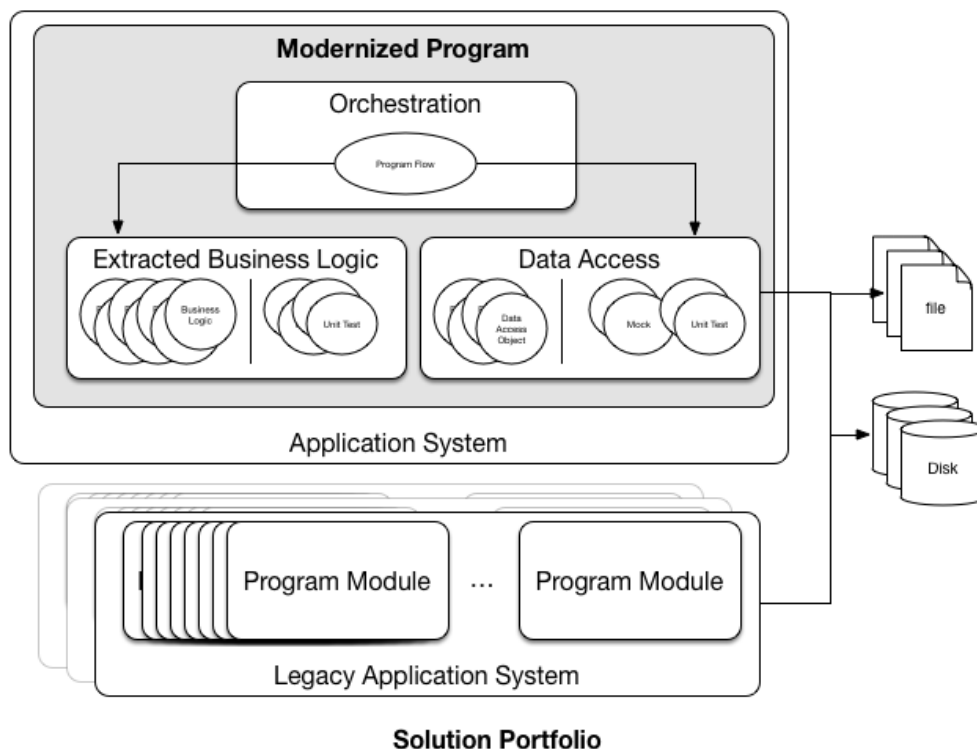 Modernized Program
Orchestration
Program Flow
Extracted Business Logic
Business
Logic
Unit Test
Data Access
Data
Access
Object
Mock
Unit Test
file
Disk
Application System
Program Module
...
Program Module
Legacy Application System
Solution Portfolio